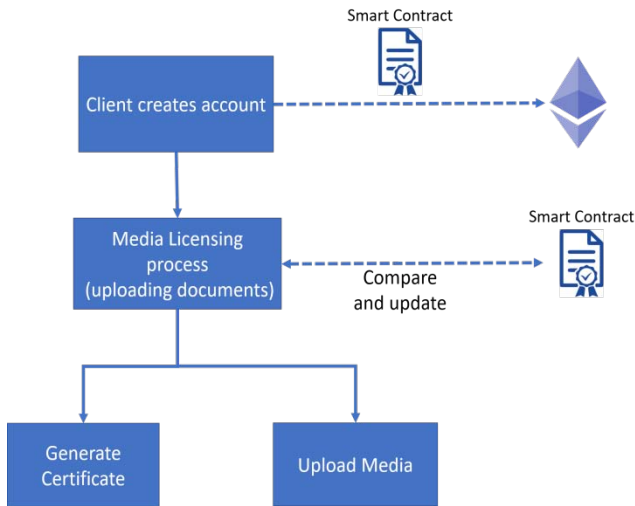 Smart Contract
Client creates account
Smart Contract
Media Licensing
process
(uploading documents)
Compare
and update
Generate
Certificate
Upload Media